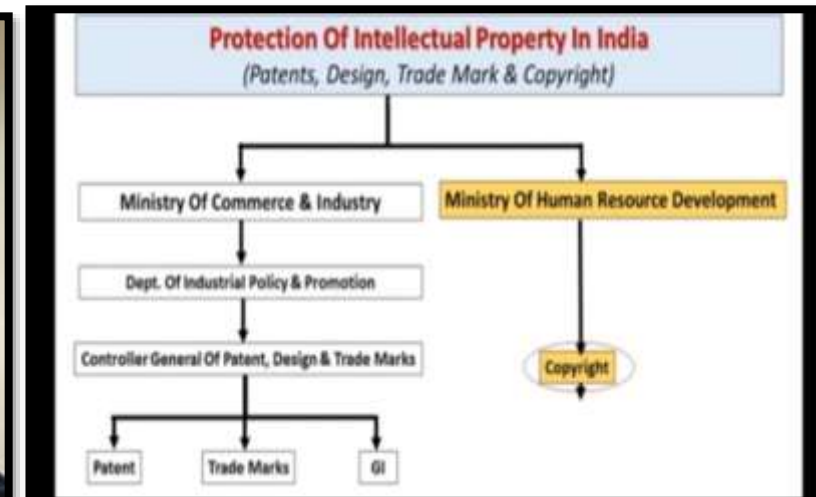 Protection Of Intellectual Property In India
(Patents, Design, Trade Mark & Copyright)
Ministry Of Commerce & Industry
Ministry Of Human Resource Development
Dept. Of Industrial Policy & Promotion
Controller General Of Patent, Design & Trade Marks
Copyright
Patent
Trade Marks
GI